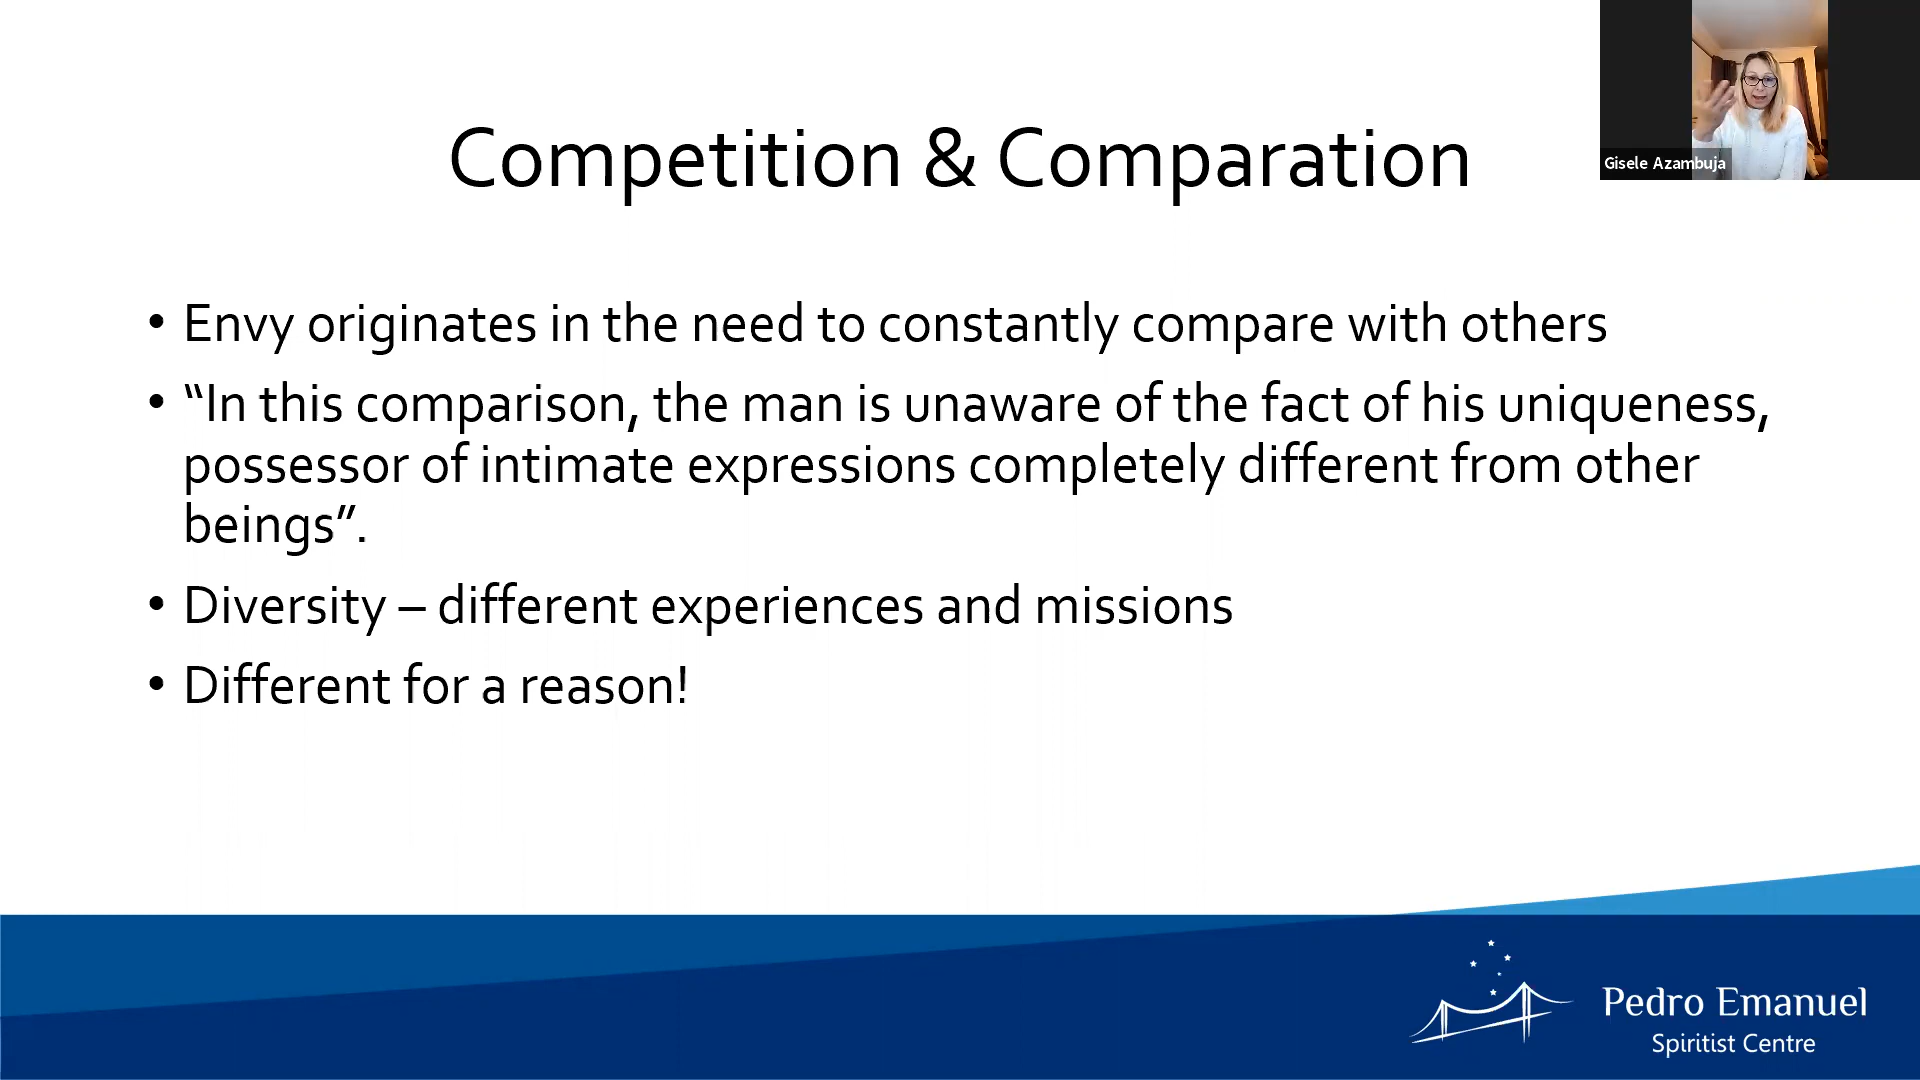 Gisele Azambuja
Competition & Comparation
• Envy originates in the need to constantly compare with others
• “In this comparison, the man is unaware of the fact of his uniqueness,
possessor of intimate expressions completely different from other
beings”.
• Diversity – different experiences and missions
• Different for a reason!
Pedro Emanuel
Spiritist Centre